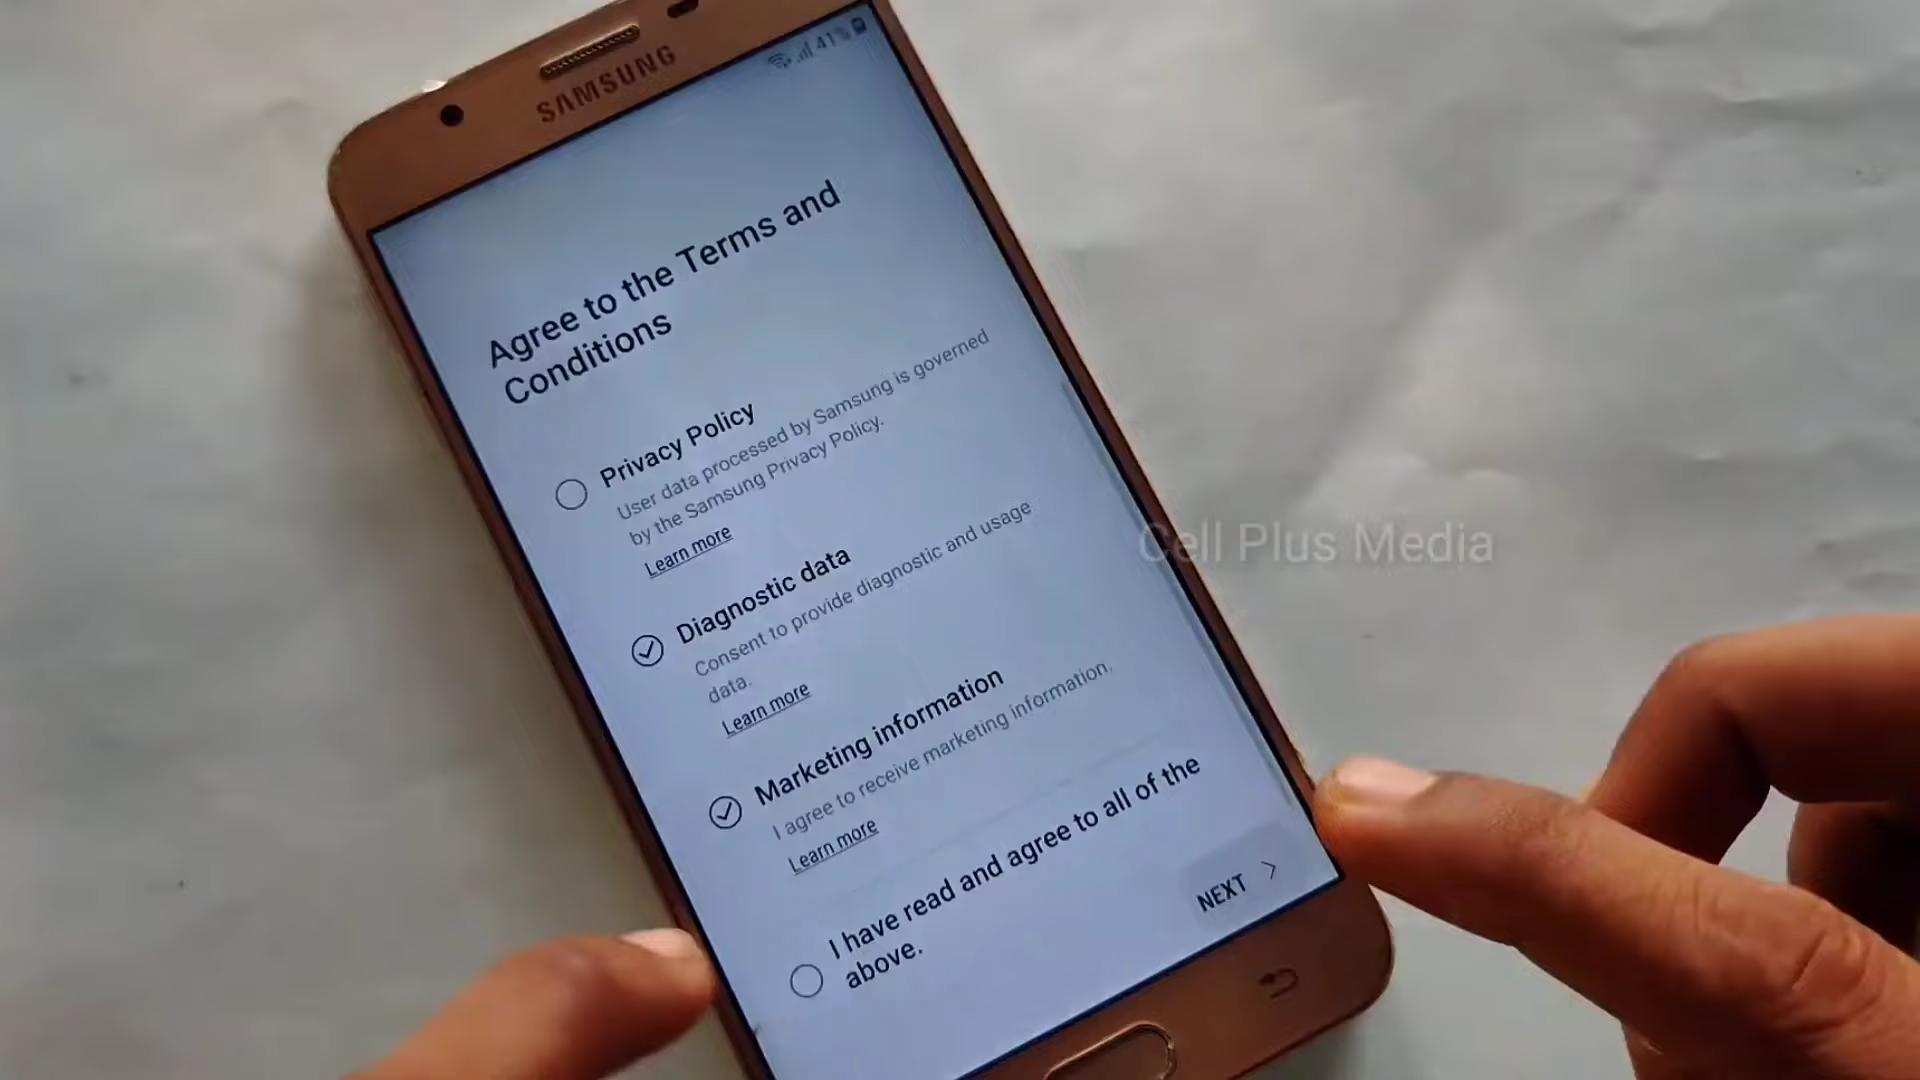 SAMSUNG
41%
Agree to the Terms and
Conditions
Privacy Policy
User data processed by Samsung is governed
by the Samsung Privacy Policy.
Learn more
Diagnostic data
Consent to provide diagnostic and usage
data.
Learn more
Marketing information
I agree to receive marketing information.
Learn more
I have read and agree to all of the
above.
NEXT
Cell Plus Media